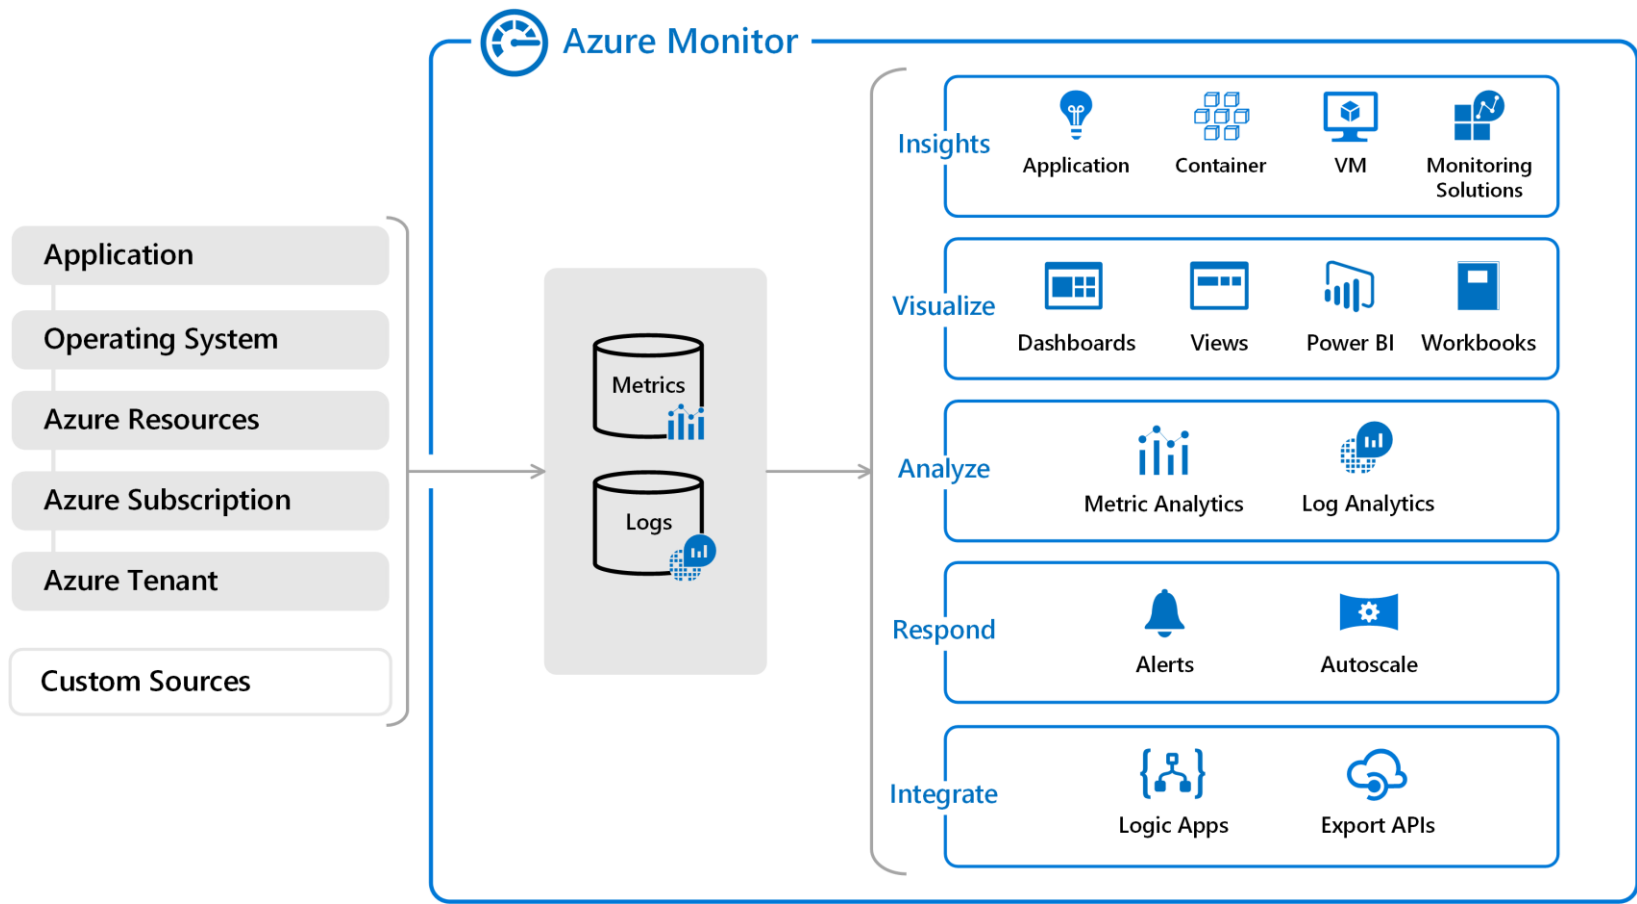 Azure Monitor
Application
Operating System
Azure Resources
Azure Subscription
Azure Tenant
Custom Sources
Metrics
Logs
Insights
Application
Container
VM
Monitoring
Solutions
Visualize
Dashboards
Views
Power BI
Workbooks
Analyze
Metric Analytics
Log Analytics
Respond
Alerts
Autoscale
Integrate
Logic Apps
Export APIs